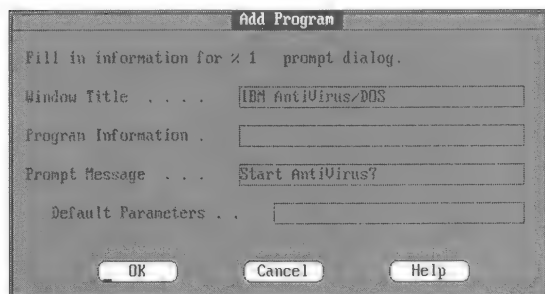 Add Program
Fill in information for % 1 prompt dialog.
Window Title . . . . IBM AntiVirus/DOS
Program Information .
Prompt Message . . . Start AntiVirus?
Default Parameters . .
OK Cancel Help